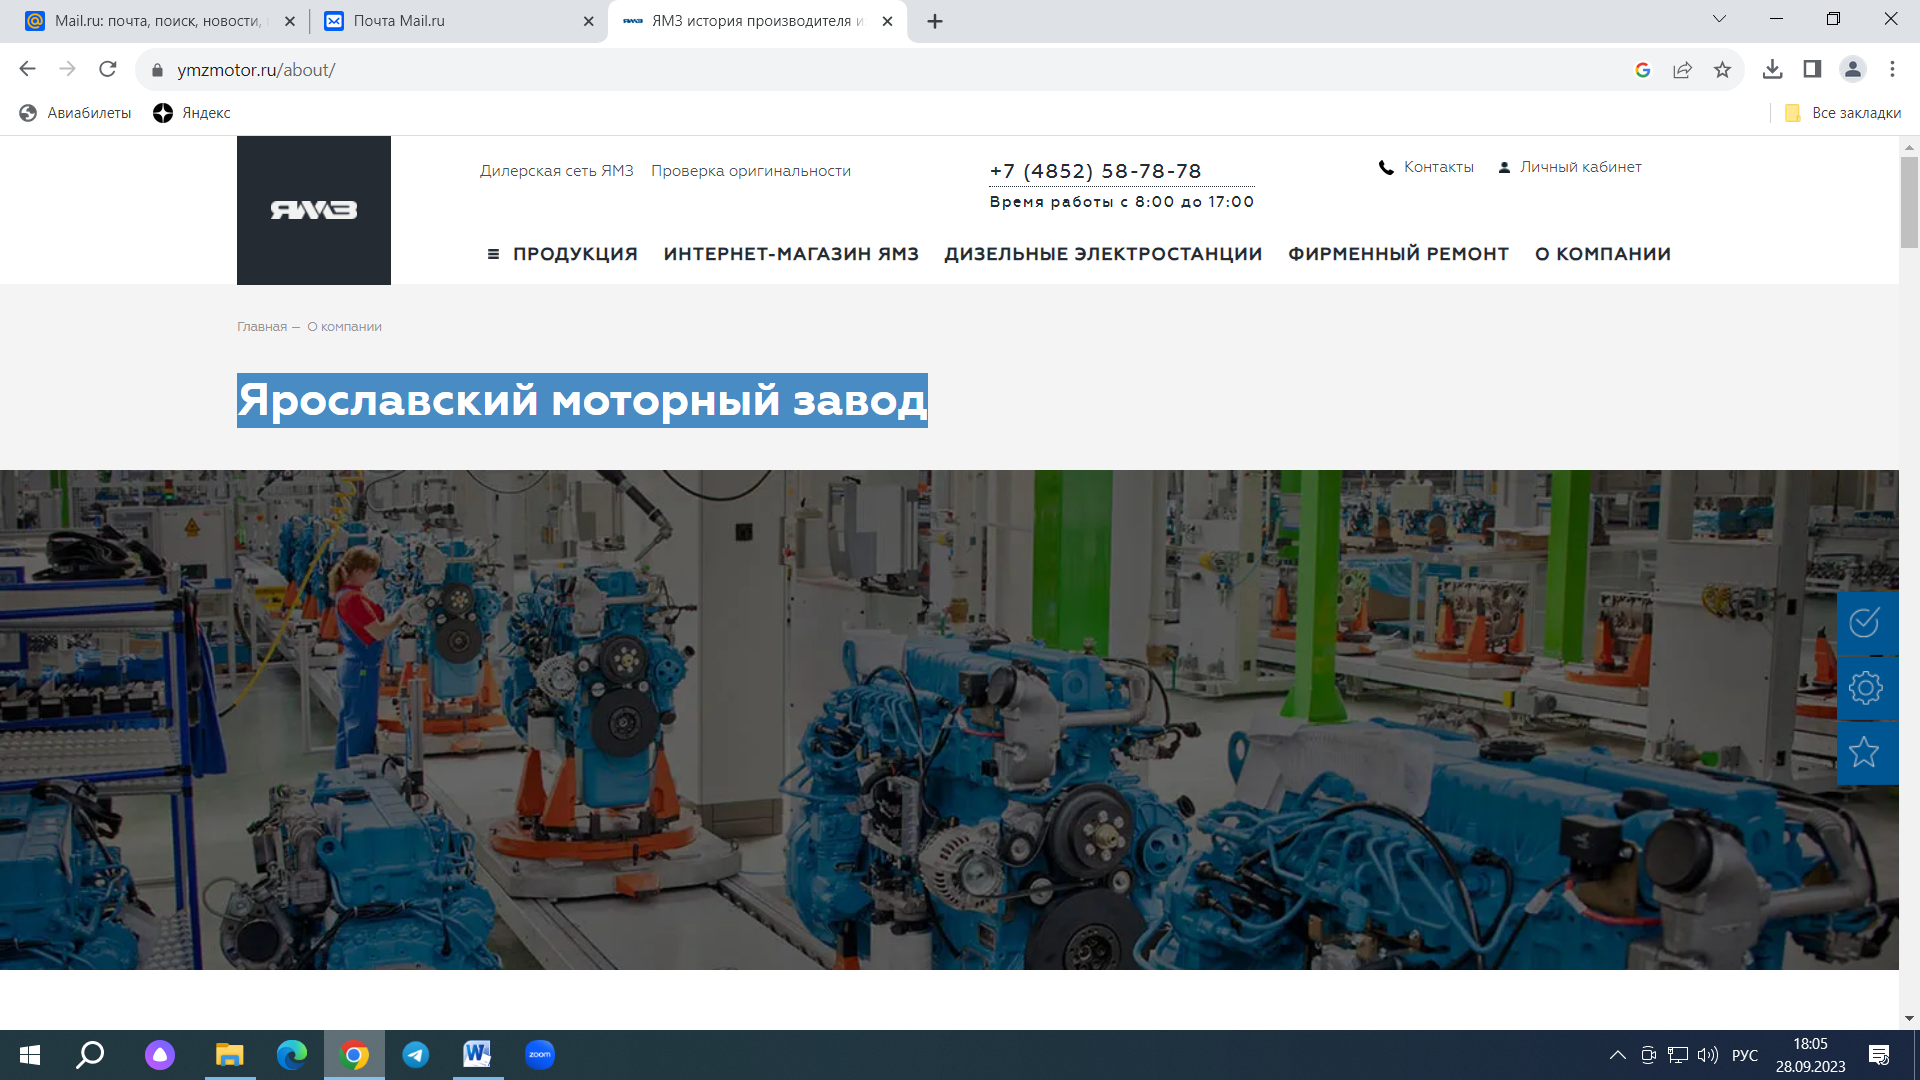 Mail.ru: почта, поиск, новости,
Почта Mail.ru
ЯМЗ история производителя и
ymzmotor.ru/about/
Авиабилеты
Яндекс
Все закладки
ЯМЗ
Дилерская сеть ЯМЗ
Проверка оригинальности
+7 (4852) 58-78-78
Время работы с 8:00 до 17:00
Контакты
Личный кабинет
ПРОДУКЦИЯ
ИНТЕРНЕТ-МАГАЗИН ЯМЗ
ДИЗЕЛЬНЫЕ ЭЛЕКТРОСТАНЦИИ
ФИРМЕННЫЙ РЕМОНТ
О КОМПАНИИ
Главная – О компании
Ярославский моторный завод
zoom
РУС
18:05
28.09.2023